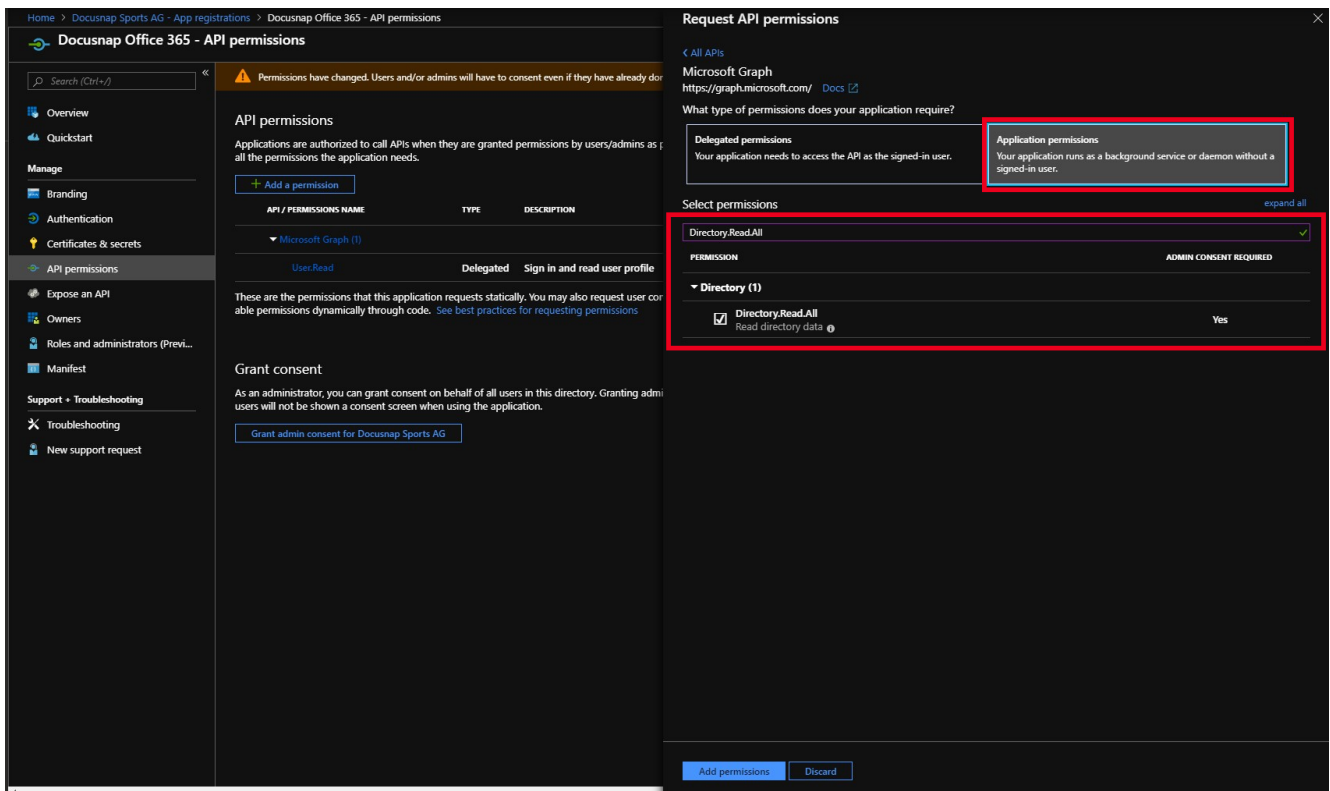 Home > Docusnap Sports AG - App registrations > Docusnap Office 365 - API permissions
Docusnap Office 365 - API permissions
Search (Ctrl+/)
«
Overview
Quickstart
Manage
Branding
Authentication
Certificates & secrets
API permissions
Expose an API
Owners
Roles and administrators (Previ...
Manifest
Support + Troubleshooting
Troubleshooting
New support request
Permissions have changed. Users and/or admins will have to consent even if they have already dor
API permissions
Applications are authorized to call APIs when they are granted permissions by users/admins as p
all the permissions the application needs.
+ Add a permission
API / PERMISSIONS NAME TYPE DESCRIPTION
Microsoft Graph (1)
User.Read Delegated Sign in and read user profile
These are the permissions that this application requests statically. You may also request user cor
able permissions dynamically through code. See best practices for requesting permissions
Grant consent
As an administrator, you can grant consent on behalf of all users in this directory. Granting admi
users will not be shown a consent screen when using the application.
Grant admin consent for Docusnap Sports AG
Request API permissions
< All APIs
Microsoft Graph
https://graph.microsoft.com/ Docs
What type of permissions does your application require?
Delegated permissions
Your application needs to access the API as the signed-in user.
Application permissions
Your application runs as a background service or daemon without a
signed-in user.
Select permissions expand all
Directory.Read.All
PERMISSION ADMIN CONSENT REQUIRED
Directory (1)
Directory.Read.All
Read directory data
Yes
Add permissions Discard